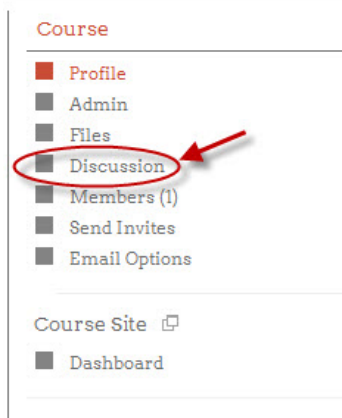 Course
Profile
Admin
Files
Discussion
Members (1)
Send Invites
Email Options
Course Site
Dashboard